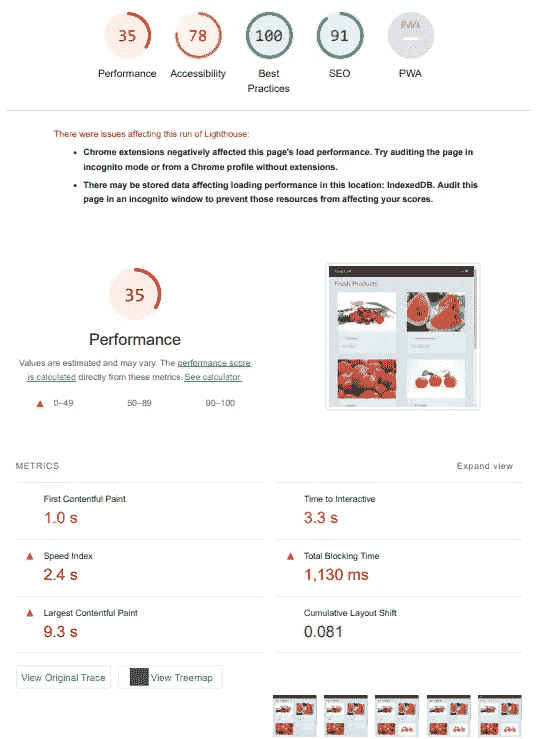 35
78
100
91
PWA
Performance
Accessibility
Best
Practices
SEO
PWA
There were issues affecting this run of Lighthouse:
Chrome extensions negatively affected this page's load performance. Try auditing the page in
incognito mode or from a Chrome profile without extensions.
There may be stored data affecting loading performance in this location: IndexedDB. Audit this
page in an incognito window to prevent those resources from affecting your scores.
35
Performance
Values are estimated and may vary. The performance score
is calculated directly from these metrics. See calculator.
0–49
50–89
90–100
Fresh Products
METRICS
Expand view
First Contentful Paint
1.0 s
Time to Interactive
3.3 s
Speed Index
2.4 s
Total Blocking Time
1,130 ms
Largest Contentful Paint
9.3 s
Cumulative Layout Shift
0.081
View Original Trace
View Treemap